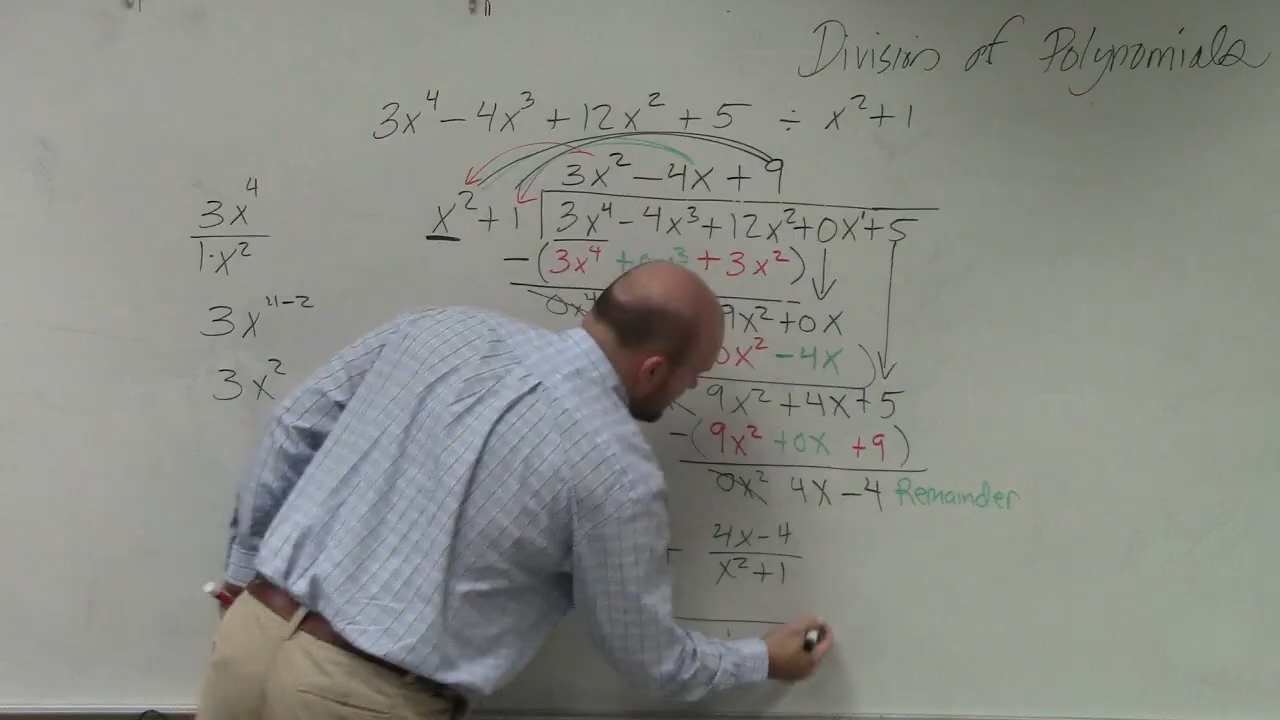 Division of Polynomials
3x⁴ - 4x³ + 12x² + 5 ÷ x² + 1
3x² - 4x + 9
x² + 1 3x⁴ - 4x³ + 12x² + 0x¹ + 5
-(3x⁴ + 0x³ + 3x²)
0x⁴ 9x² + 0x
0x² - 4x)
9x² + 4x + 5
-(9x² + 0x + 9)
0x² 4x - 4 Remainder
4x - 4
x² + 1
3x⁴
1·x²
3x⁴⁻²
3x²